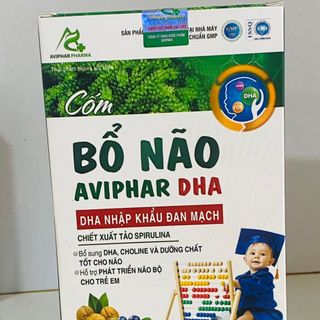 AVIPHAR PHARMA
SẢN PHẨ
TẠI NHÀ MÁY
CHUẨN GMP
GMP
DHA
Cốm
BỔ NÃO
AVIPHAR DHA
DHA NHẬP KHẨU ĐAN MẠCH
CHIẾT XUẤT TẢO SPIRULINA
Bổ sung DHA, CHOLINE VÀ DƯỠNG CHẤT
TỐT CHO NÃO
Hỗ trợ PHÁT TRIỂN NÃO BỘ
CHO TRẺ EM